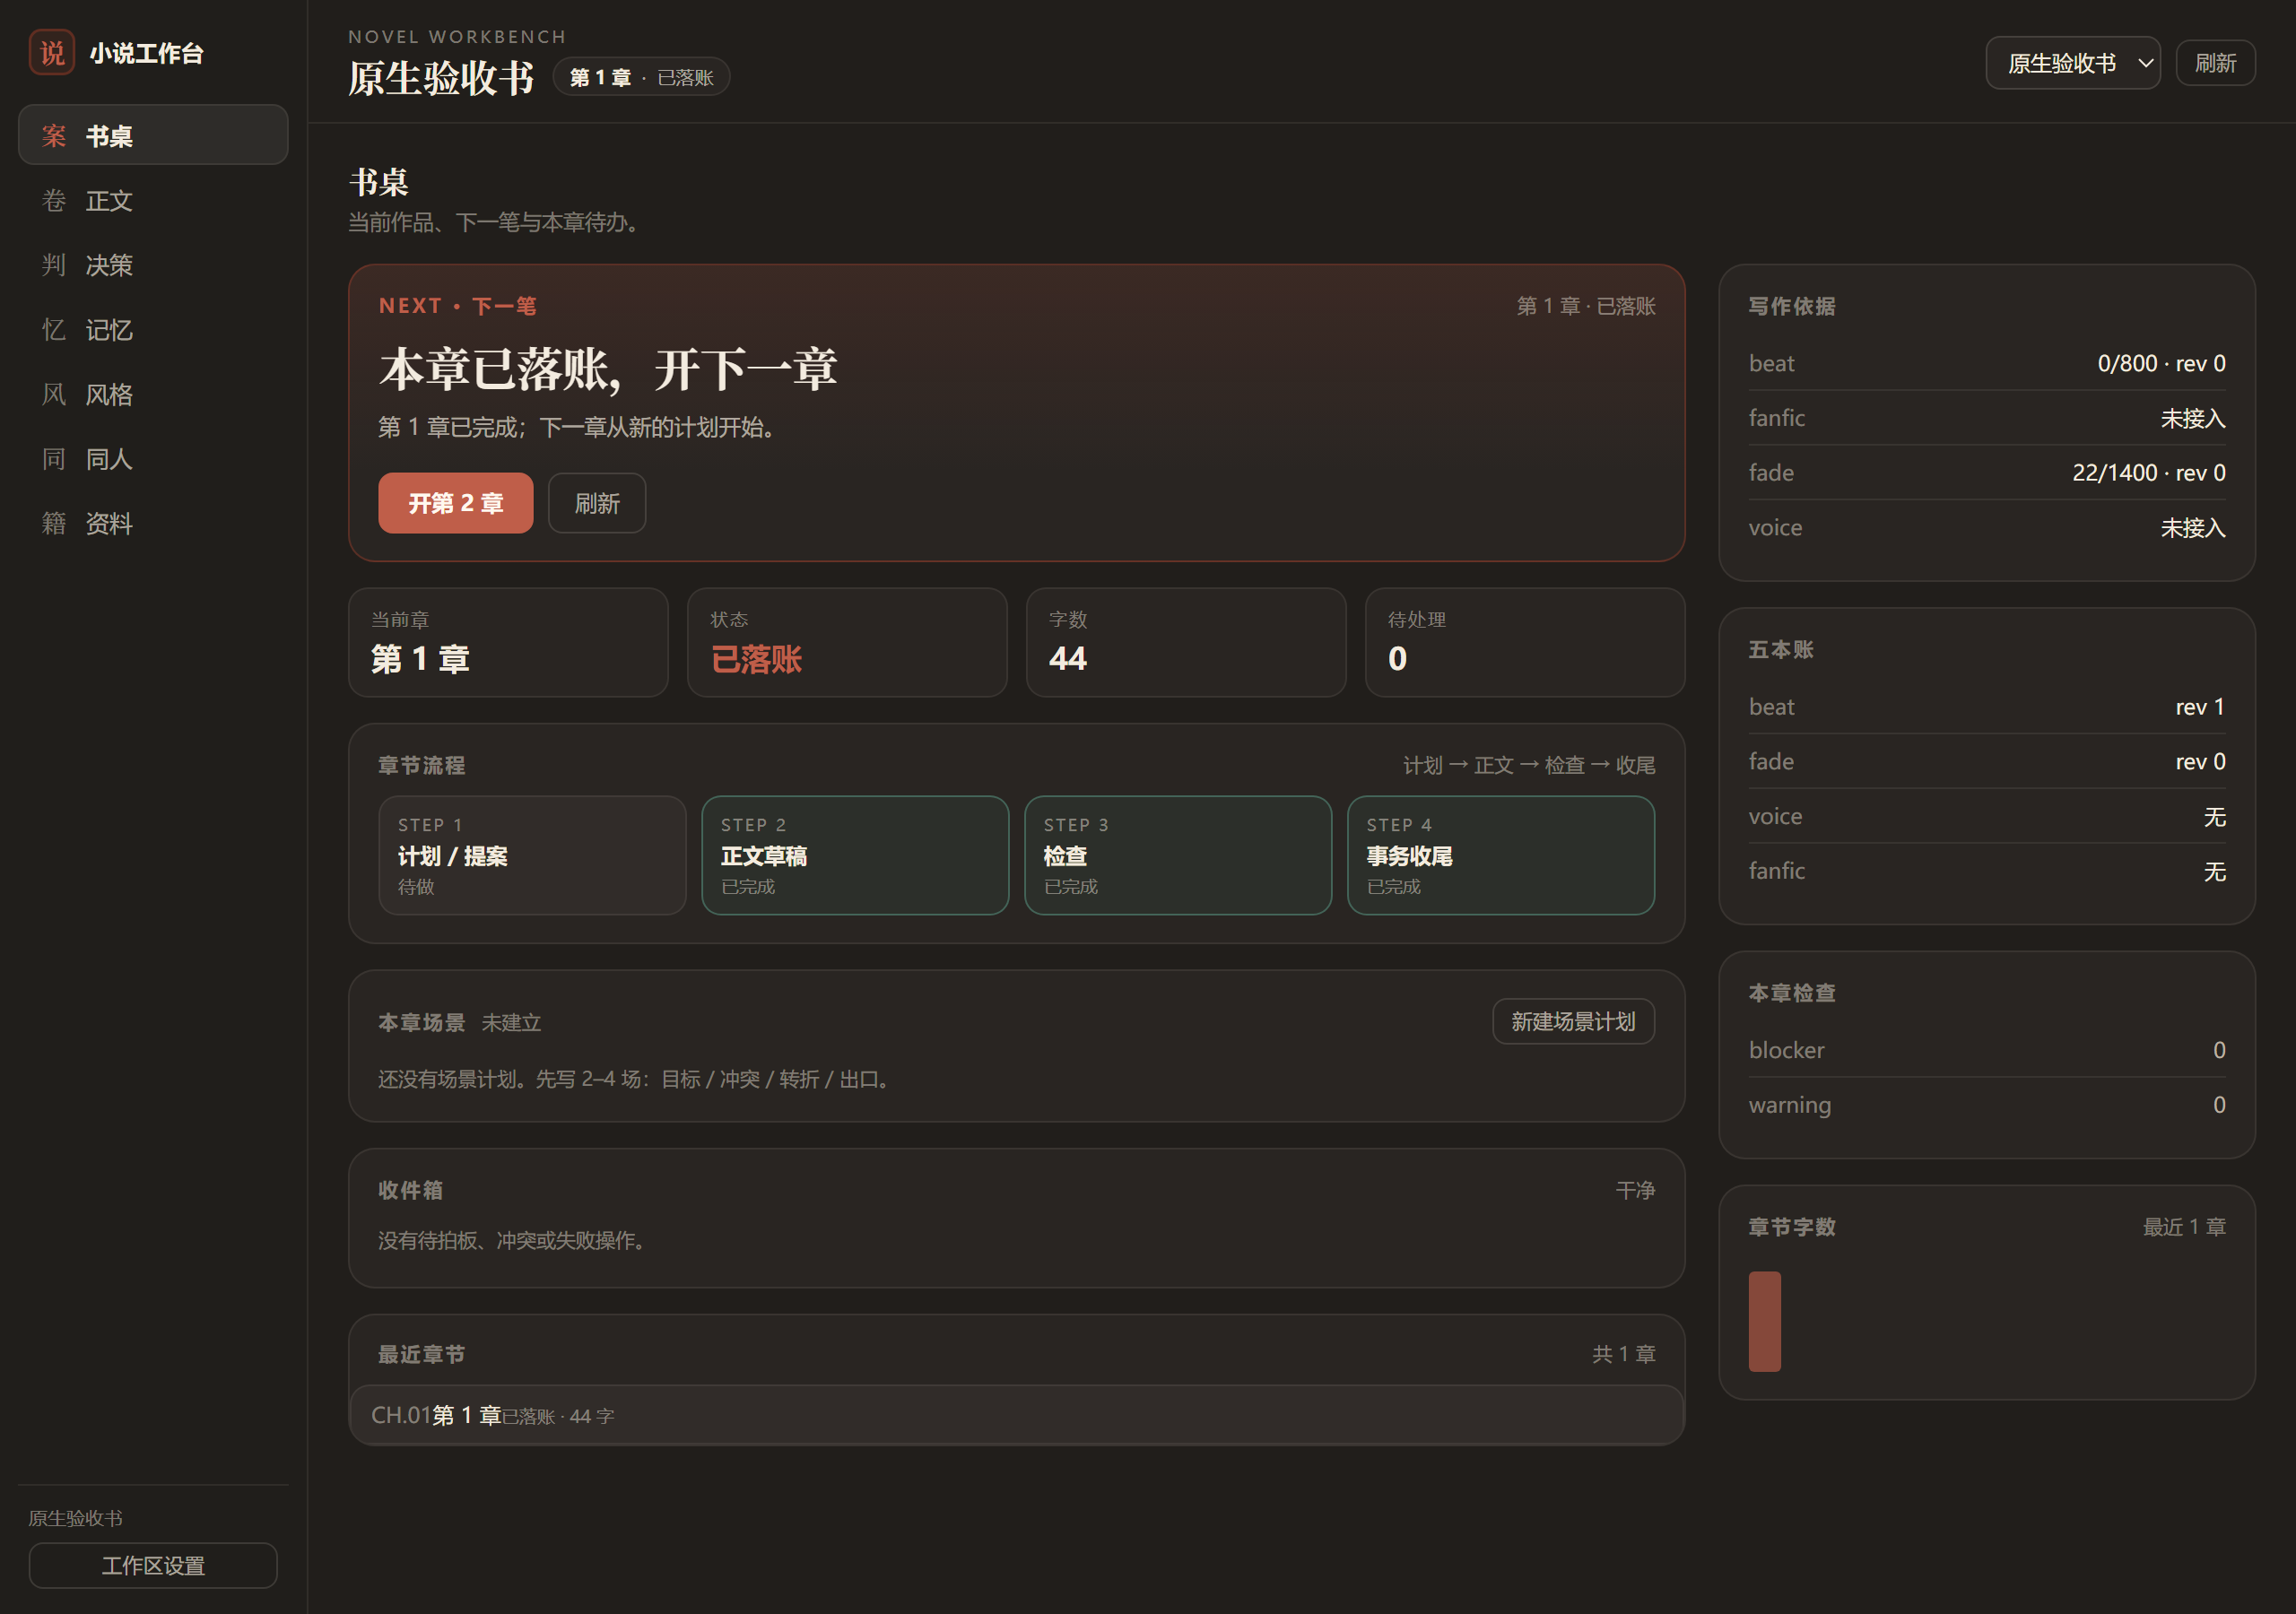 说 小说工作台
案 书桌
卷 正文
判 决策
忆 记忆
风 风格
同 同人
籍 资料
原生验收书
工作区设置
NOVEL WORKBENCH
原生验收书 第 1 章 · 已落账
原生验收书 刷新
书桌
当前作品、下一笔与本章待办。
NEXT · 下一笔 第 1 章 · 已落账
本章已落账，开下一章
第 1 章已完成；下一章从新的计划开始。
开第 2 章 刷新
当前章
第 1 章
状态
已落账
字数
44
待处理
0
章节流程 计划 → 正文 → 检查 → 收尾
STEP 1
计划 / 提案
待做
STEP 2
正文草稿
已完成
STEP 3
检查
已完成
STEP 4
事务收尾
已完成
本章场景 未建立 新建场景计划
还没有场景计划。先写 2–4 场：目标 / 冲突 / 转折 / 出口。
收件箱 干净
没有待拍板、冲突或失败操作。
最近章节 共 1 章
CH.01第 1 章已落账 · 44 字
写作依据
beat 0/800 · rev 0
fanfic 未接入
fade 22/1400 · rev 0
voice 未接入
五本账
beat rev 1
fade rev 0
voice 无
fanfic 无
本章检查
blocker 0
warning 0
章节字数 最近 1 章